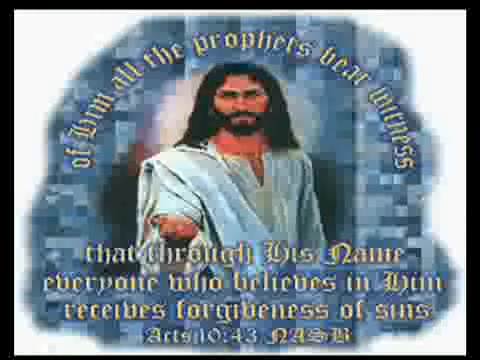 of Him all the prophets bear witness
that through His Name
everyone who believes in Him
receives forgiveness of sins
Acts 10:43 NASB